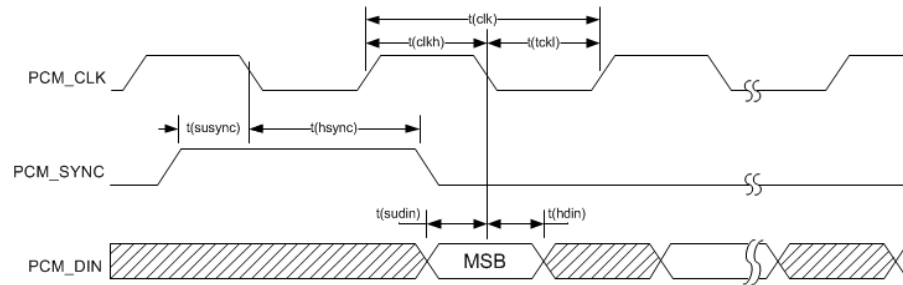 t(clk)
t(clkh) t(tckl)
PCM_CLK
t(susync) t(hsync)
PCM_SYNC
t(sudin) t(hdin)
PCM_DIN MSB